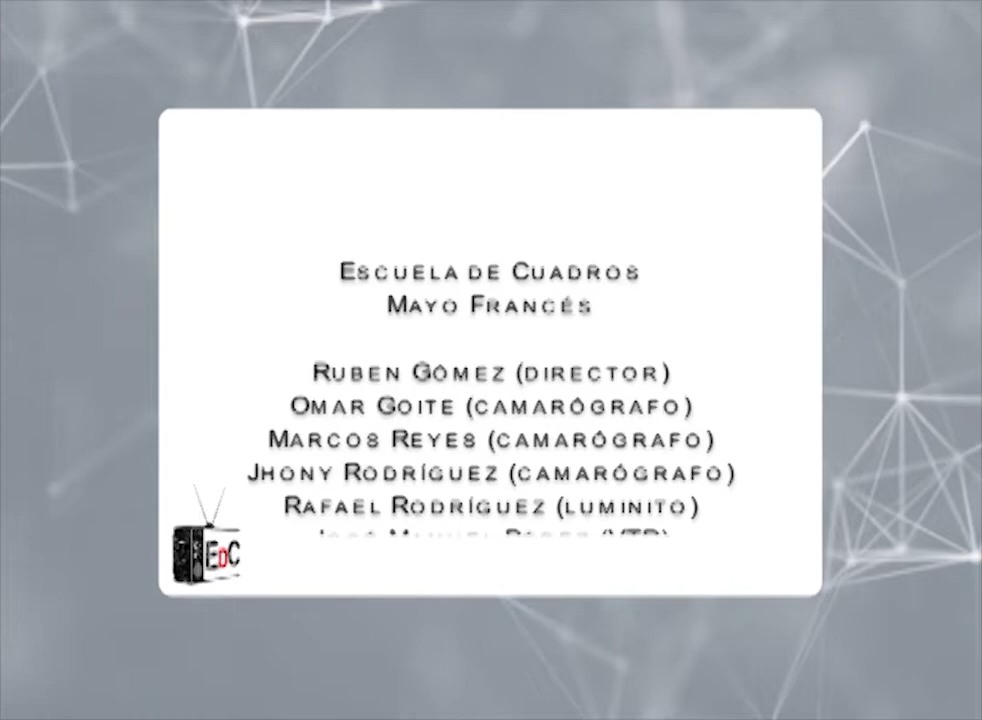 Escuela de Cuadros
Mayo Francés
Ruben Gómez (director)
Omar Goite (camarógrafo)
Marcos Reyes (camarógrafo)
Jhony Rodríguez (camarógrafo)
Rafael Rodríguez (luminito)
EDC